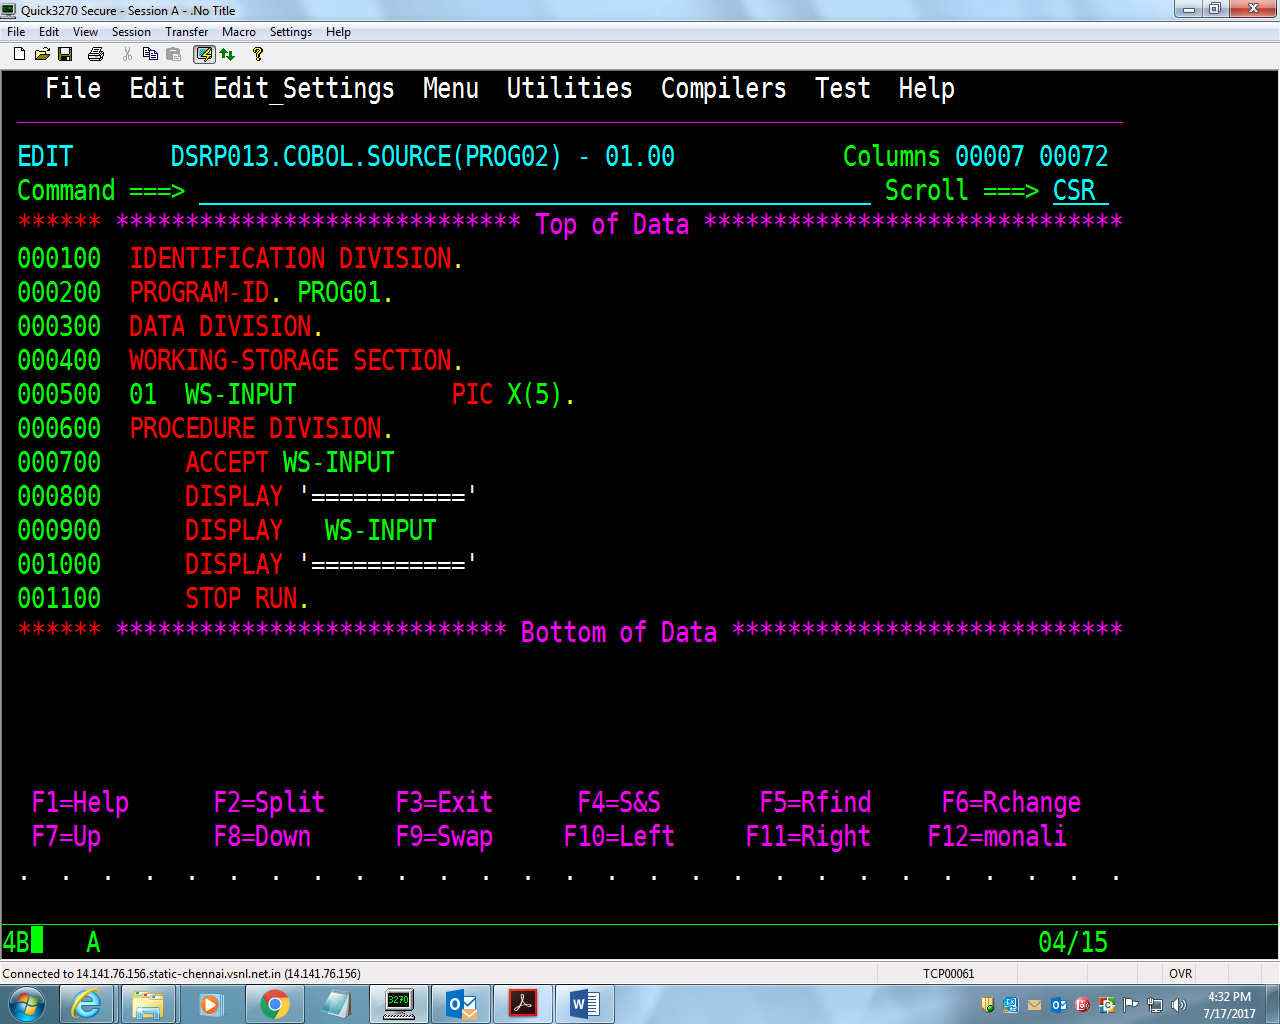 Quick3270 Secure - Session A - .No Title
File Edit View Session Transfer Macro Settings Help
File Edit Edit_Settings Menu Utilities Compilers Test Help
EDIT DSRP013.COBOL.SOURCE(PROG02) - 01.00 Columns 00007 00072
Command ===> Scroll ===> CSR
****** ***************************** Top of Data ******************************
000100 IDENTIFICATION DIVISION.
000200 PROGRAM-ID. PROG01.
000300 DATA DIVISION.
000400 WORKING-STORAGE SECTION.
000500 01 WS-INPUT PIC X(5).
000600 PROCEDURE DIVISION.
000700 ACCEPT WS-INPUT
000800 DISPLAY '==========='
000900 DISPLAY WS-INPUT
001000 DISPLAY '==========='
001100 STOP RUN.
****** **************************** Bottom of Data ****************************
F1=Help F2=Split F3=Exit F4=S&S F5=Rfind F6=Rchange
F7=Up F8=Down F9=Swap F10=Left F11=Right F12=monali
. . . . . . . . . . . . . . . . . . . . . . . . . . .
4B A 04/15
Connected to 14.141.76.156.static-chennai.vsnl.net.in (14.141.76.156) TCP00061 OVR
3270
4:32 PM
7/17/2017